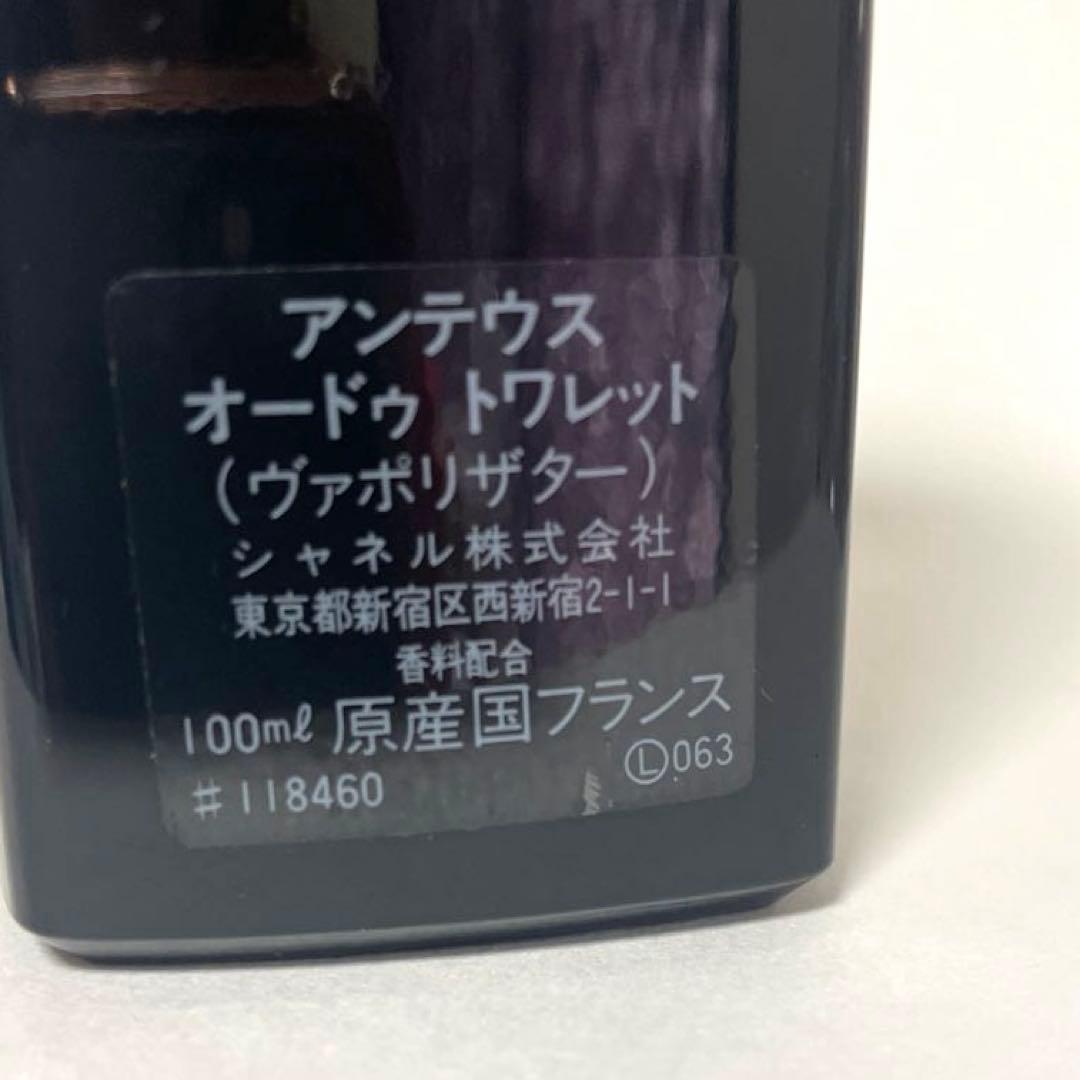 アンテウス
オードゥ トワレット
(ヴァポリザター)
シャネル株式会社
東京都新宿区西新宿2-1-1
香料配合
100ml 原産国フランス
#118460 Ⓛ063